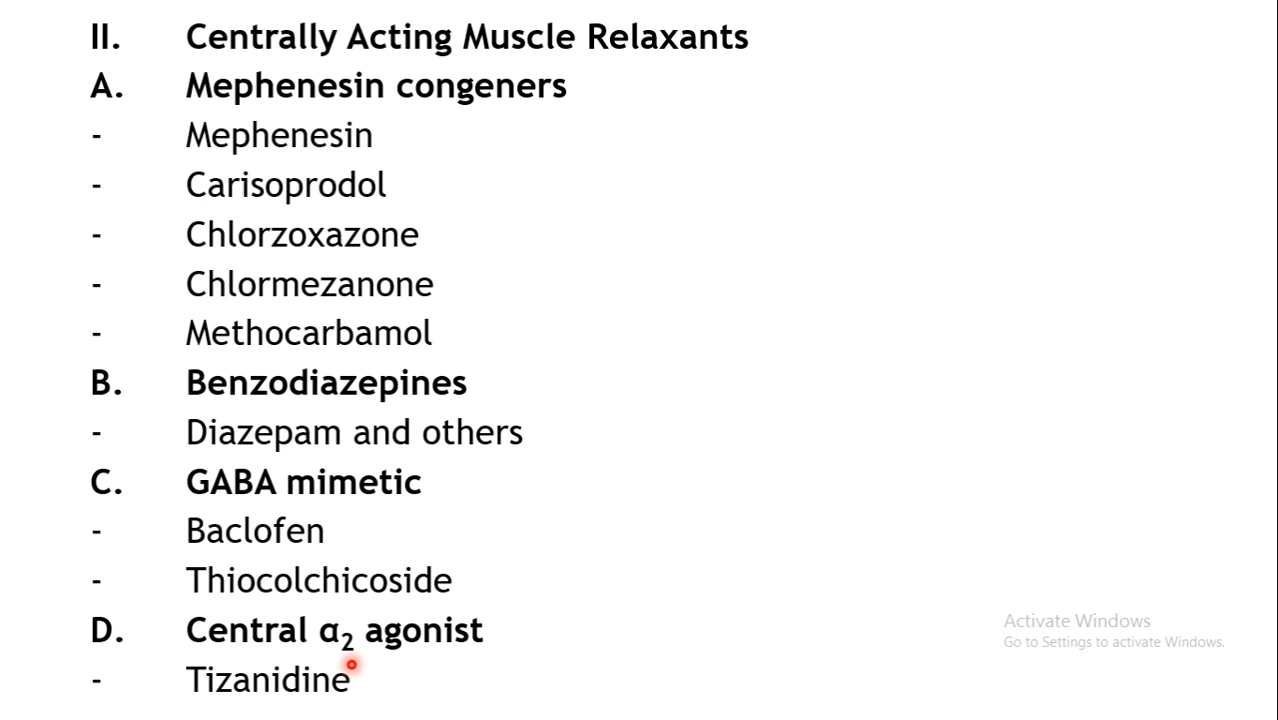 II. Centrally Acting Muscle Relaxants
A. Mephenesin congeners
- Mephenesin
- Carisoprodol
- Chlorzoxazone
- Chlormezanone
- Methocarbamol
B. Benzodiazepines
- Diazepam and others
C. GABA mimetic
- Baclofen
- Thiocolchicoside
D. Central α₂ agonist
- Tizanidine
Activate Windows
Go to Settings to activate Windows.